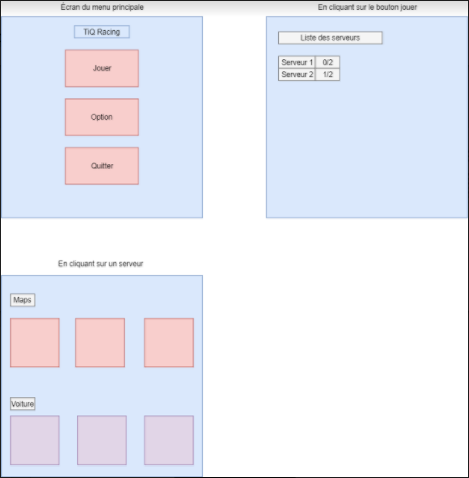 Écran du menu principale
TiQ Racing
Jouer
Option
Quitter
En cliquant sur le bouton jouer
Liste des serveurs
Serveur 1 0/2
Serveur 2 1/2
En cliquant sur un serveur
Maps
Voiture